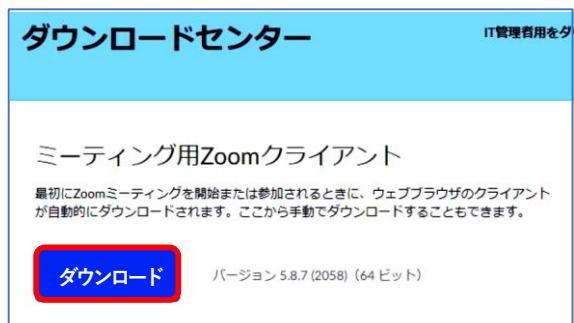 ダウンロードセンター
IT管理者用をダ
ミーティング用Zoomクライアント
最初にZoomミーティングを開始または参加されるときに、ウェブブラウザのクライアント
が自動的にダウンロードされます。ここから手動でダウンロードすることもできます。
ダウンロード
バージョン 5.8.7 (2058)（64 ビット）